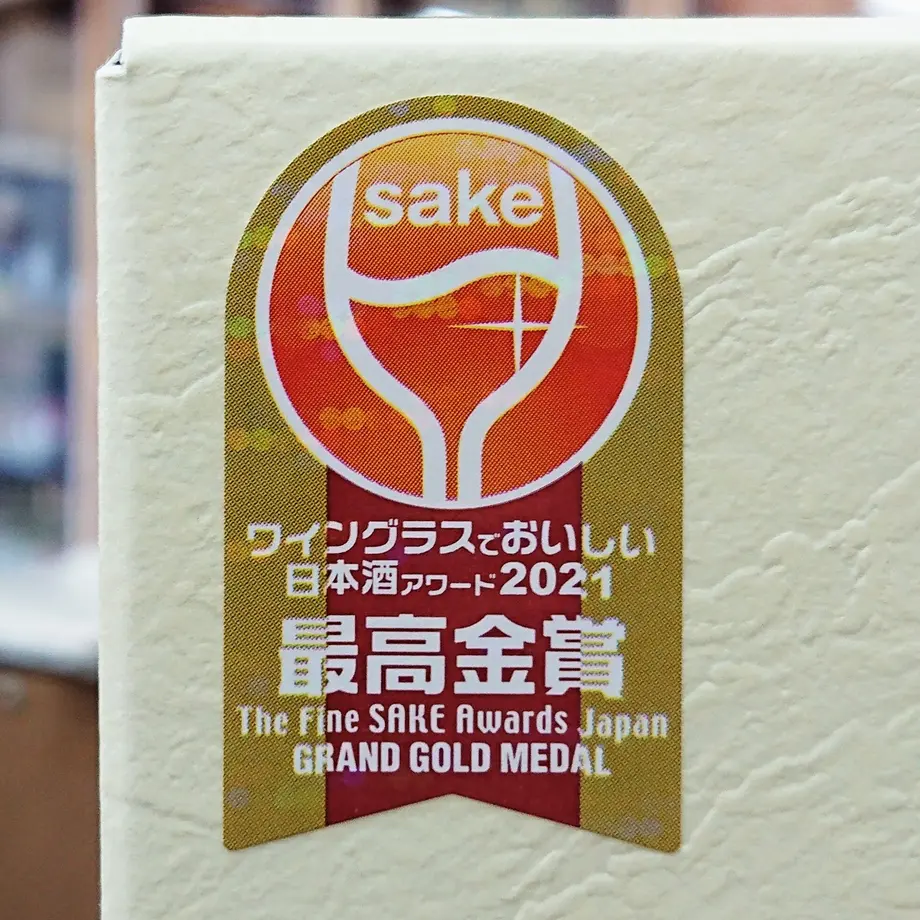 sake
ワイングラスでおいしい
日本酒アワード2021
最高金賞
The Fine SAKE Awards Japan
GRAND GOLD MEDAL